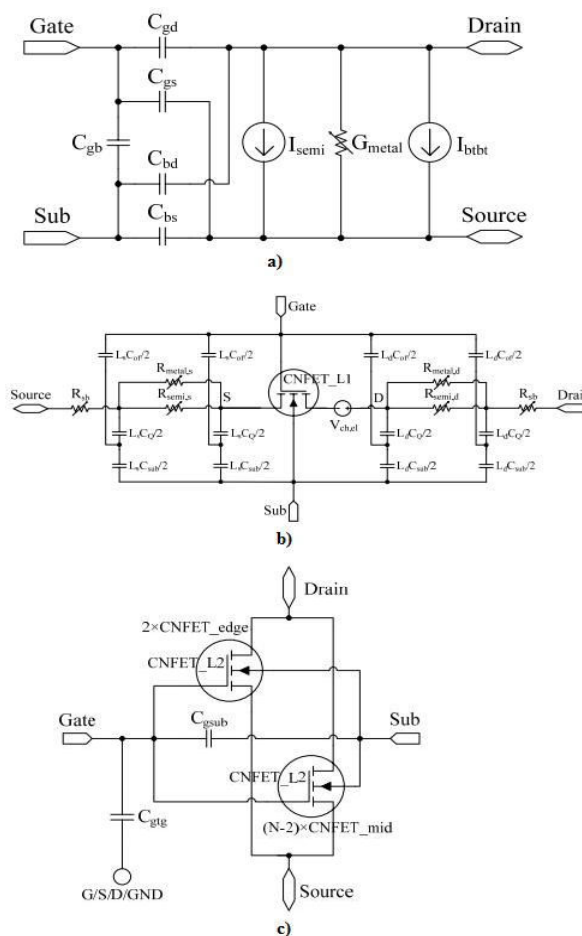 Gate
C_gd
Drain
C_gs
C_gb
I_semi
G_metal
I_btbt
C_bd
Sub
C_bs
Source
a)
Gate
L_sC_of/2
L_sC_of/2
L_dC_of/2
L_dC_of/2
R_metal,s
CNFET_L1
R_metal,d
Source
R_sb
R_semi,s
S
D
R_semi,d
R_sb
Drai
V_ch,el
L_sC_Q/2
L_sC_Q/2
L_dC_Q/2
L_dC_Q/2
L_sC_sub/2
L_sC_sub/2
L_dC_sub/2
L_dC_sub/2
Sub
b)
Drain
2×CNFET_edge
CNFET_L2
Gate
C_gsub
Sub
CNFET_L2
C_gtg
(N-2)×CNFET_mid
G/S/D/GND
Source
c)